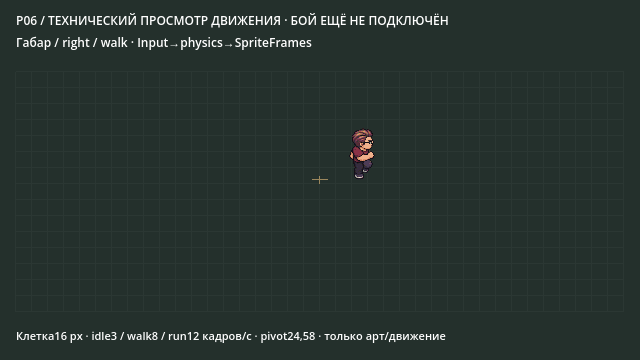 P06 / ТЕХНИЧЕСКИЙ ПРОСМОТР ДВИЖЕНИЯ · БОЙ ЕЩЁ НЕ ПОДКЛЮЧЁН
Габар / right / walk · Input→physics→SpriteFrames
Клетка16 px · idle3 / walk8 / run12 кадров/с · pivot24,58 · только арт/движение